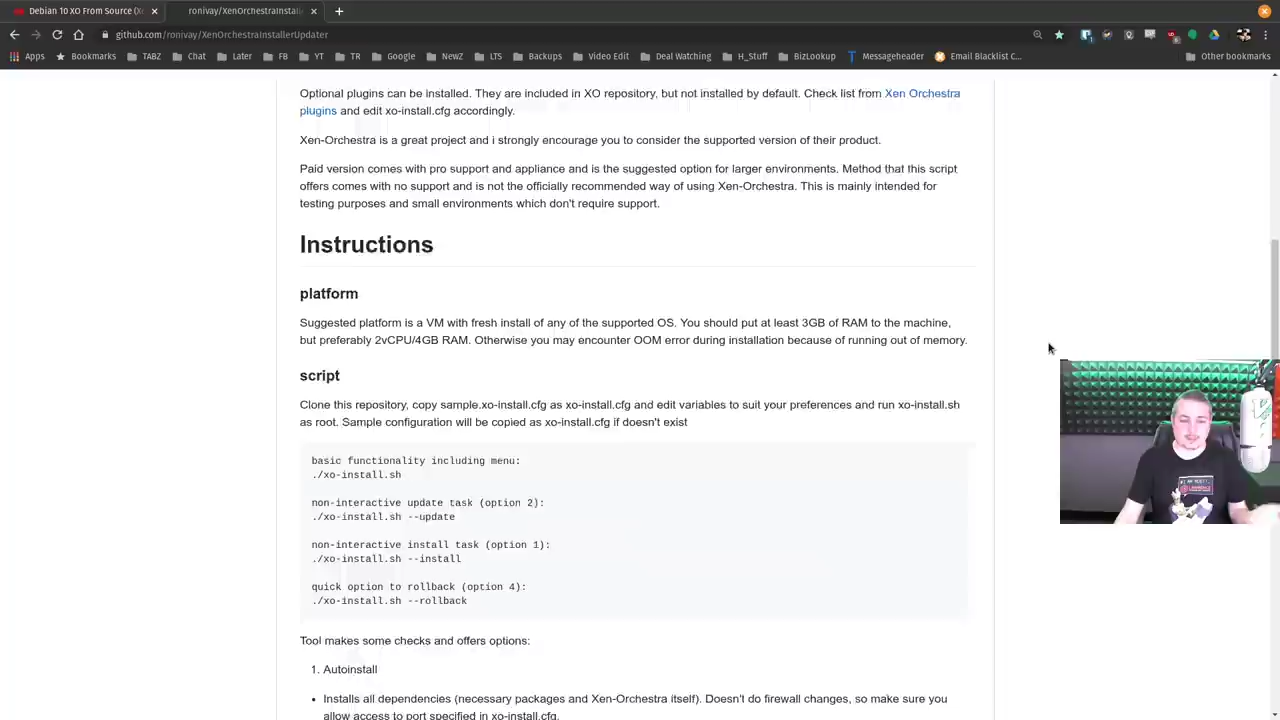 Debian 10 XO From Source (X
ronivay/XenOrchestraInstalle
github.com/ronivay/XenOrchestraInstallerUpdater
Apps
Bookmarks
TABZ
Chat
Later
FB
YT
TR
Google
NewZ
LTS
Backups
Video Edit
Deal Watching
H_Stuff
BizLookup
Messageheader
Email Blacklist C...
Other bookmarks
Optional plugins can be installed. They are included in XO repository, but not installed by default. Check list from Xen Orchestra
plugins and edit xo-install.cfg accordingly.
Xen-Orchestra is a great project and i strongly encourage you to consider the supported version of their product.
Paid version comes with pro support and appliance and is the suggested option for larger environments. Method that this script
offers comes with no support and is not the officially recommended way of using Xen-Orchestra. This is mainly intended for
testing purposes and small environments which don't require support.
Instructions
platform
Suggested platform is a VM with fresh install of any of the supported OS. You should put at least 3GB of RAM to the machine,
but preferably 2vCPU/4GB RAM. Otherwise you may encounter OOM error during installation because of running out of memory.
script
Clone this repository, copy sample.xo-install.cfg as xo-install.cfg and edit variables to suit your preferences and run xo-install.sh
as root. Sample configuration will be copied as xo-install.cfg if doesn't exist
basic functionality including menu:
./xo-install.sh
non-interactive update task (option 2):
./xo-install.sh --update
non-interactive install task (option 1):
./xo-install.sh --install
quick option to rollback (option 4):
./xo-install.sh --rollback
Tool makes some checks and offers options:
1. Autoinstall
• Installs all dependencies (necessary packages and Xen-Orchestra itself). Doesn't do firewall changes, so make sure you
allow access to port specified in xo-install.cfg.